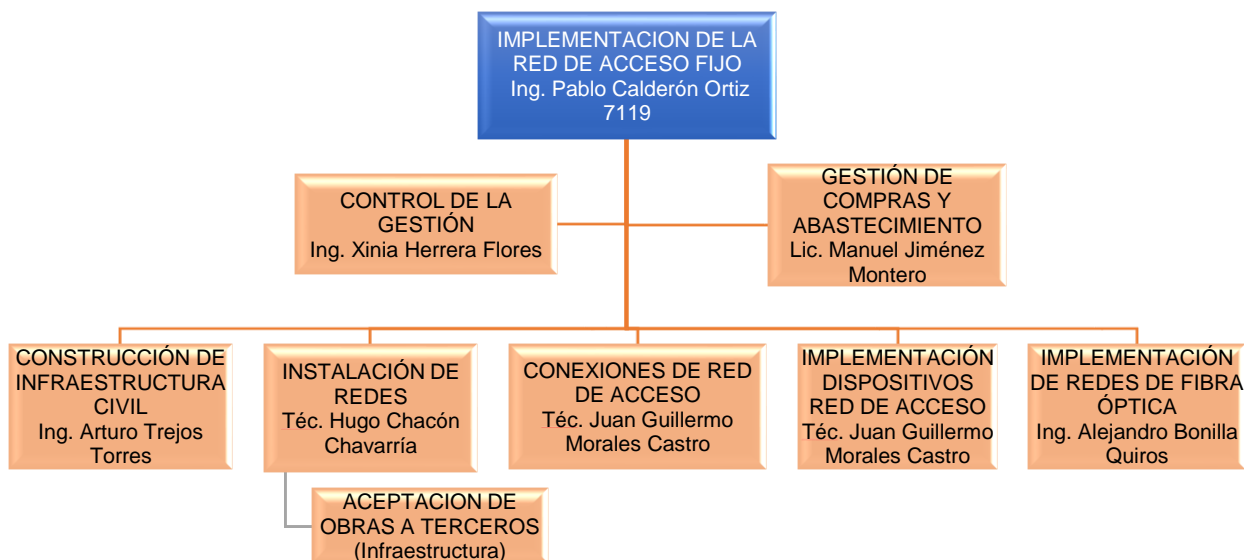 IMPLEMENTACION DE LA
RED DE ACCESO FIJO
Ing. Pablo Calderón Ortiz
7119
CONTROL DE LA
GESTIÓN
Ing. Xinia Herrera Flores
GESTIÓN DE
COMPRAS Y
ABASTECIMIENTO
Lic. Manuel Jiménez
Montero
CONSTRUCCIÓN DE
INFRAESTRUCTURA
CIVIL
Ing. Arturo Trejos
Torres
INSTALACIÓN DE
REDES
Téc. Hugo Chacón
Chavarría
CONEXIONES DE RED
DE ACCESO
Téc. Juan Guillermo
Morales Castro
IMPLEMENTACIÓN
DISPOSITIVOS
RED DE ACCESO
Téc. Juan Guillermo
Morales Castro
IMPLEMENTACIÓN
DE REDES DE FIBRA
ÓPTICA
Ing. Alejandro Bonilla
Quiros
ACEPTACION DE
OBRAS A TERCEROS
(Infraestructura)